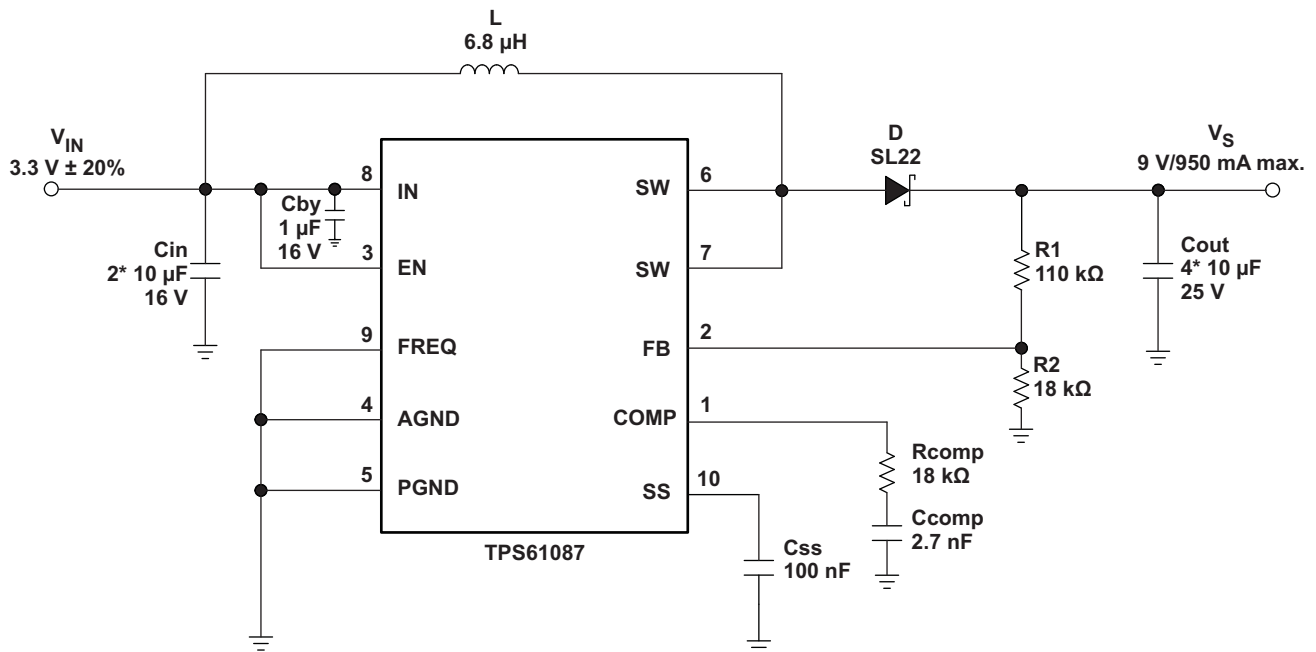 L
6.8 µH
VIN
3.3 V ± 20%
D
SL22
VS
9 V/950 mA max.
8
IN
SW
6
Cby
1 µF
16 V
Cin
2* 10 µF
16 V
3
EN
SW
7
R1
110 kΩ
Cout
4* 10 µF
25 V
9
FREQ
FB
2
R2
18 kΩ
4
AGND
COMP
1
Rcomp
18 kΩ
5
PGND
SS
10
Ccomp
2.7 nF
TPS61087
Css
100 nF